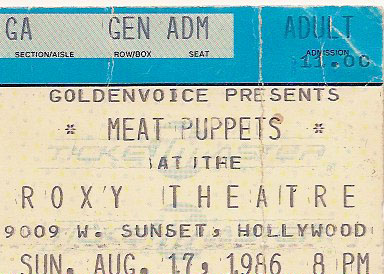 GA GEN ADM ADULT
SECTION/AISLE ROW/BOX SEAT ADMISSION
11.00
GOLDENVOICE PRESENTS
* MEAT PUPPETS *
AT THE
ROXY THEATRE
9009 W. SUNSET, HOLLYWOOD
SUN. AUG. 17, 1986 8 PM